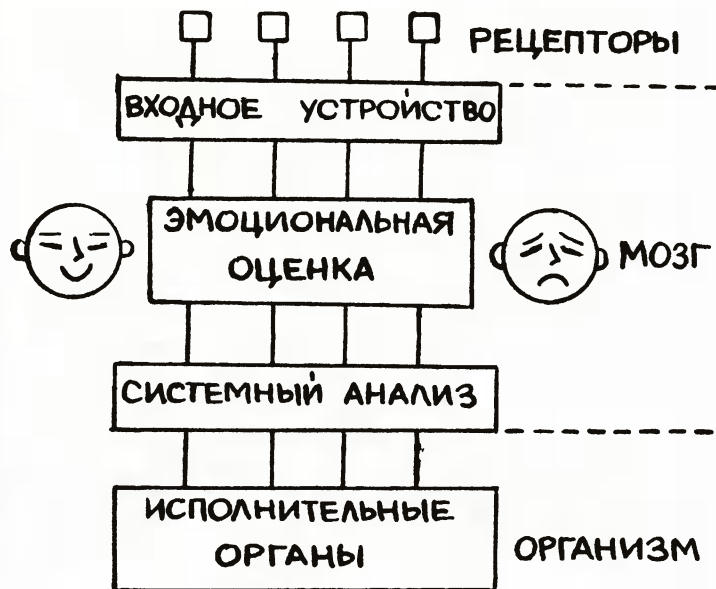 РЕЦЕПТОРЫ
ВХОДНОЕ УСТРОЙСТВО
ЭМОЦИОНАЛЬНАЯ
ОЦЕНКА
МОЗГ
СИСТЕМНЫЙ АНАЛИЗ
ИСПОЛНИТЕЛЬНЫЕ
ОРГАНЫ
ОРГАНИЗМ